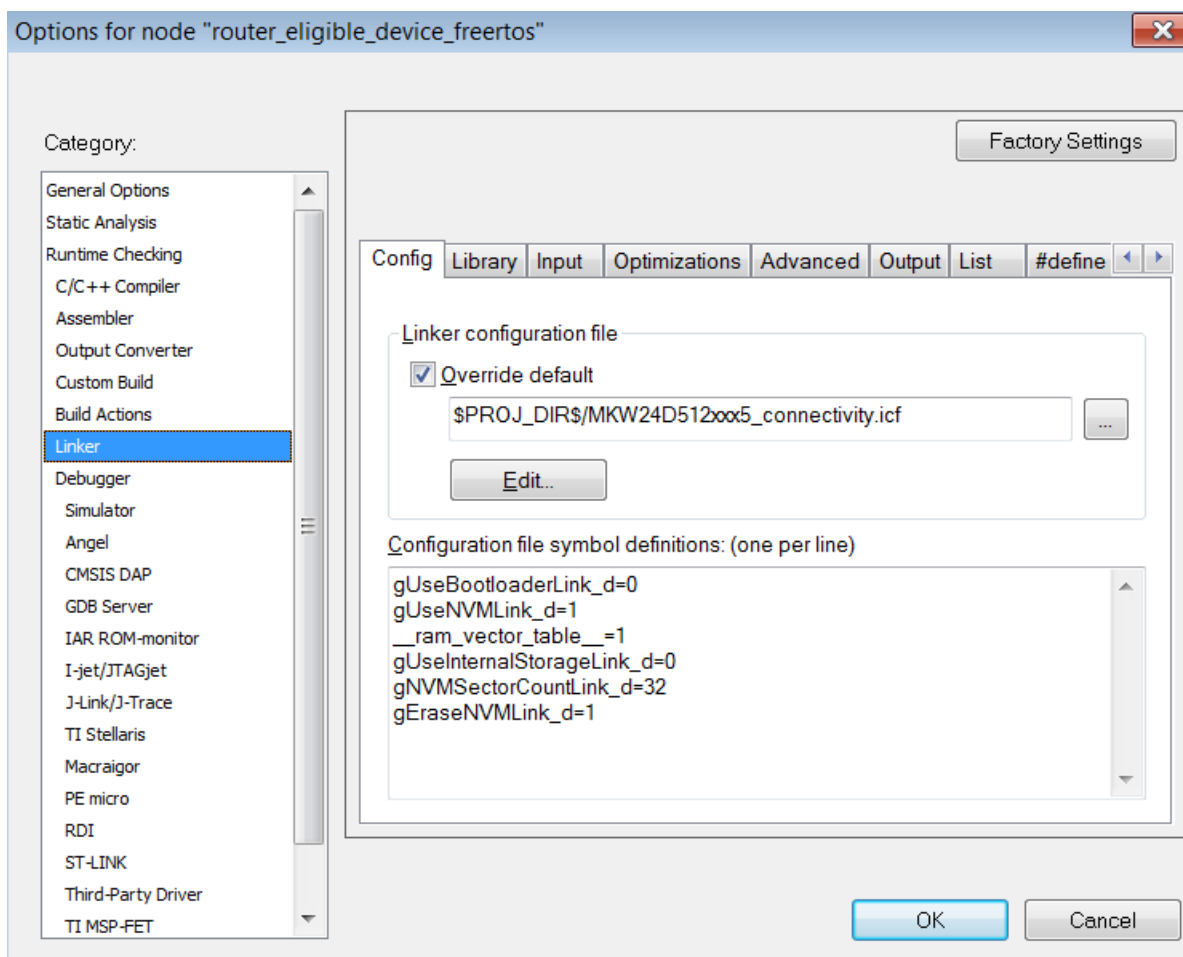 Options for node "router_eligible_device_freertos"
Category:
Factory Settings
General Options
Static Analysis
Runtime Checking
C/C++ Compiler
Assembler
Output Converter
Custom Build
Build Actions
Linker
Debugger
Simulator
Angel
CMSIS DAP
GDB Server
IAR ROM-monitor
I-jet/JTAGjet
J-Link/J-Trace
TI Stellaris
Macraigor
PE micro
RDI
ST-LINK
Third-Party Driver
TI MSP-FET
Config Library Input Optimizations Advanced Output List #define
Linker configuration file
Override default
$PROJ_DIR$/MKW24D512xxx5_connectivity.icf
...
Edit...
Configuration file symbol definitions: (one per line)
gUseBootloaderLink_d=0
gUseNVMLink_d=1
__ram_vector_table__=1
gUseInternalStorageLink_d=0
gNVMSectorCountLink_d=32
gEraseNVMLink_d=1
OK Cancel